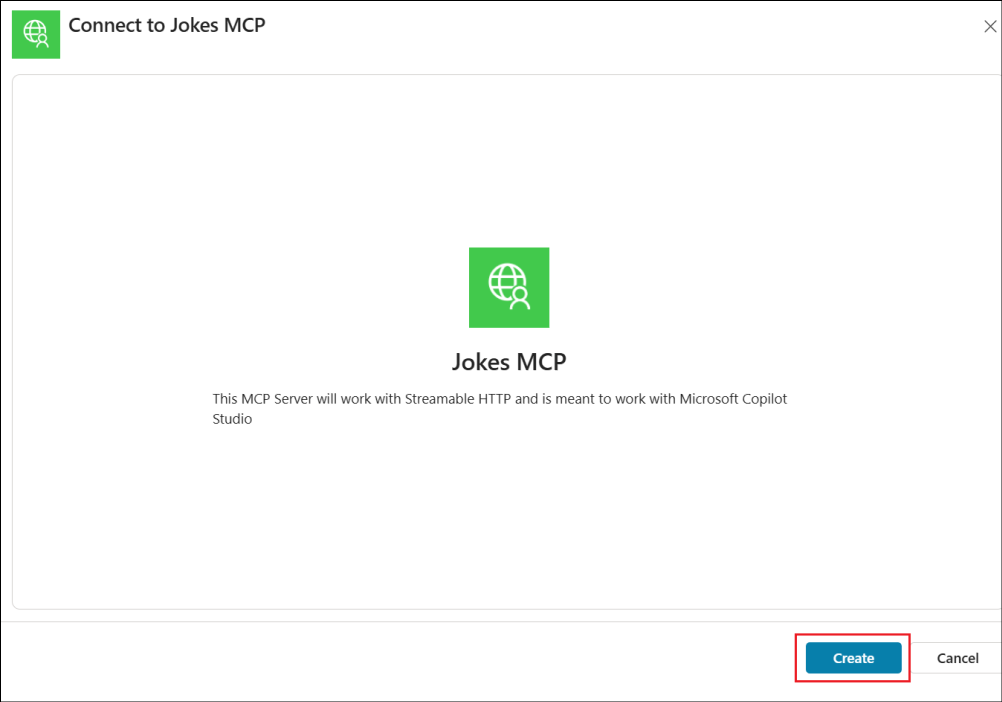 Connect to Jokes MCP
Jokes MCP
This MCP Server will work with Streamable HTTP and is meant to work with Microsoft Copilot
Studio
Create
Cancel